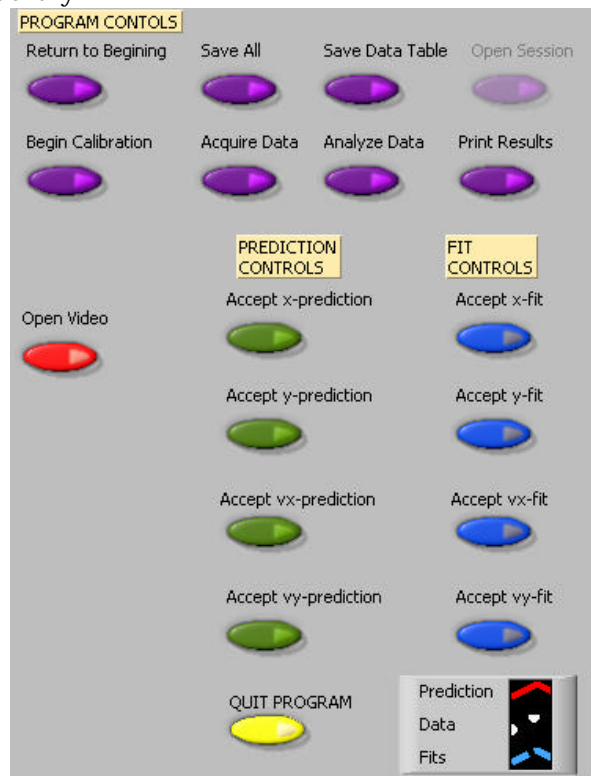 PROGRAM CONTOLS
Return to Begining Save All Save Data Table Open Session
Begin Calibration Acquire Data Analyze Data Print Results
PREDICTION
CONTROLS
FIT
CONTROLS
Accept x-prediction Accept x-fit
Open Video
Accept y-prediction Accept y-fit
Accept vx-prediction Accept vx-fit
Accept vy-prediction Accept vy-fit
QUIT PROGRAM
Prediction
Data
Fits